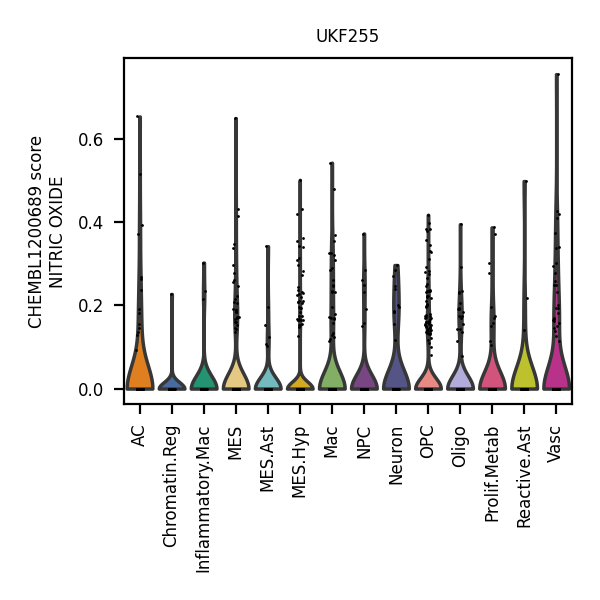 UKF255
CHEMBL1200689 score
NITRIC OXIDE
0.6
0.4
0.2
0.0
AC
Chromatin.Reg
Inflammatory.Mac
MES
MES.Ast
MES.Hyp
Mac
NPC
Neuron
OPC
Oligo
Prolif.Metab
Reactive.Ast
Vasc